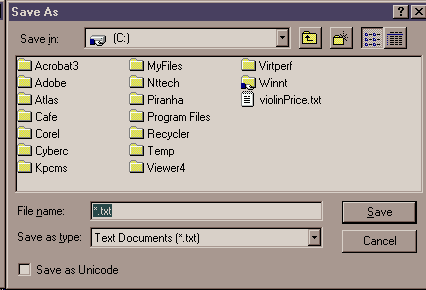 Save As
Save in: (C:)
Acrobat3 MyFiles Virtperf
Adobe Nttech Winnt
Atlas Piranha violinPrice.txt
Cafe Program Files
Corel Recycler
Cyberc Temp
Kpcms Viewer4
File name: *.txt Save
Save as type: Text Documents (*.txt) Cancel
Save as Unicode